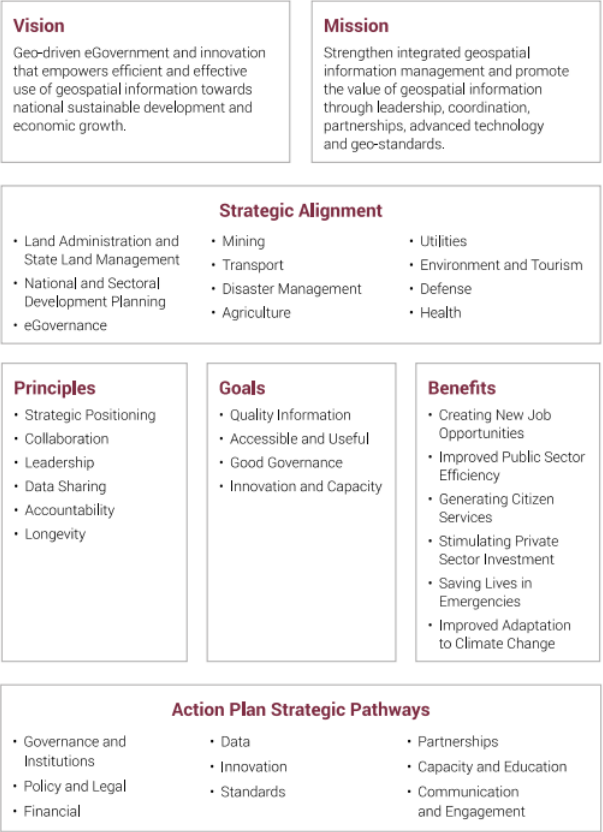 Vision
Geo-driven eGovernment and innovation
that empowers efficient and effective
use of geospatial information towards
national sustainable development and
economic growth.
Mission
Strengthen integrated geospatial
information management and promote
the value of geospatial information
through leadership, coordination,
partnerships, advanced technology
and geo-standards.
Strategic Alignment
• Land Administration and
State Land Management
• National and Sectoral
Development Planning
• eGovernance
• Mining
• Transport
• Disaster Management
• Agriculture
• Utilities
• Environment and Tourism
• Defense
• Health
Principles
• Strategic Positioning
• Collaboration
• Leadership
• Data Sharing
• Accountability
• Longevity
Goals
• Quality Information
• Accessible and Useful
• Good Governance
• Innovation and Capacity
Benefits
• Creating New Job
Opportunities
• Improved Public Sector
Efficiency
• Generating Citizen
Services
• Stimulating Private
Sector Investment
• Saving Lives in
Emergencies
• Improved Adaptation
to Climate Change
Action Plan Strategic Pathways
• Governance and
Institutions
• Policy and Legal
• Financial
• Data
• Innovation
• Standards
• Partnerships
• Capacity and Education
• Communication
and Engagement